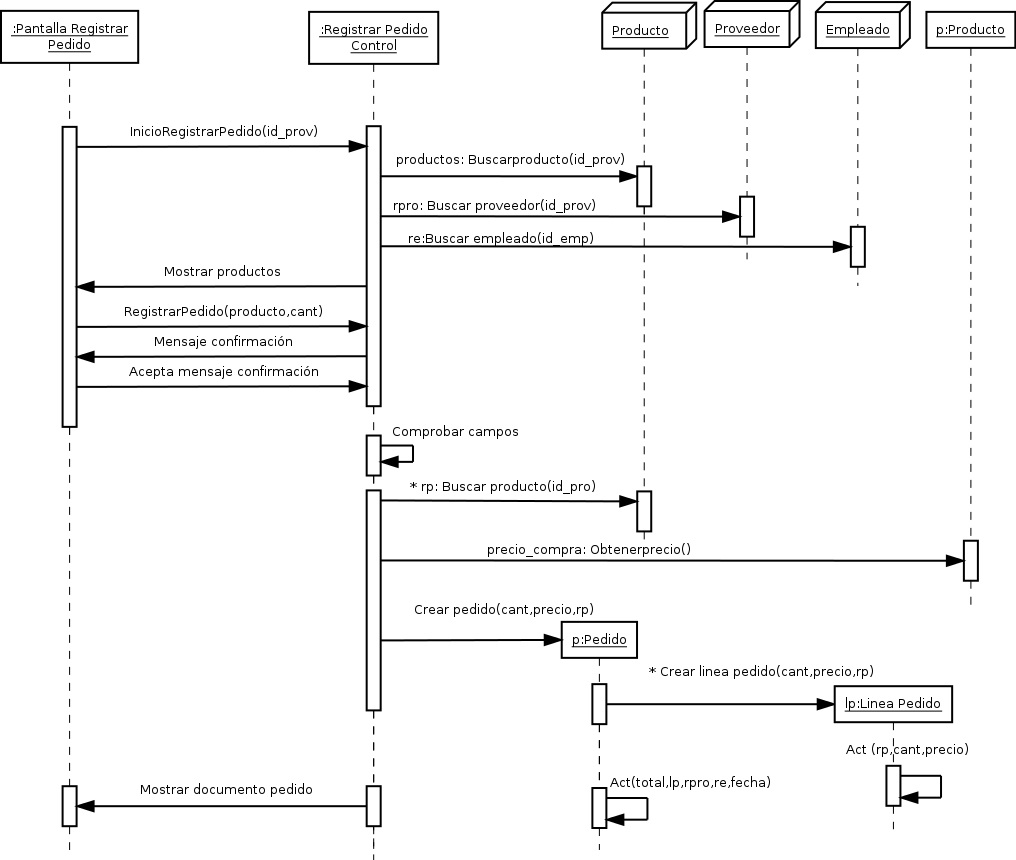 :Pantalla Registrar
Pedido
:Registrar Pedido
Control
Producto
Proveedor
Empleado
p:Producto
InicioRegistrarPedido(id_prov)
productos: Buscarproducto(id_prov)
rpro: Buscar proveedor(id_prov)
re:Buscar empleado(id_emp)
Mostrar productos
RegistrarPedido(producto,cant)
Mensaje confirmación
Acepta mensaje confirmación
Comprobar campos
* rp: Buscar producto(id_pro)
precio_compra: Obtenerprecio()
Crear pedido(cant,precio,rp)
p:Pedido
* Crear linea pedido(cant,precio,rp)
lp:Linea Pedido
Act (rp,cant,precio)
Act(total,lp,rpro,re,fecha)
Mostrar documento pedido